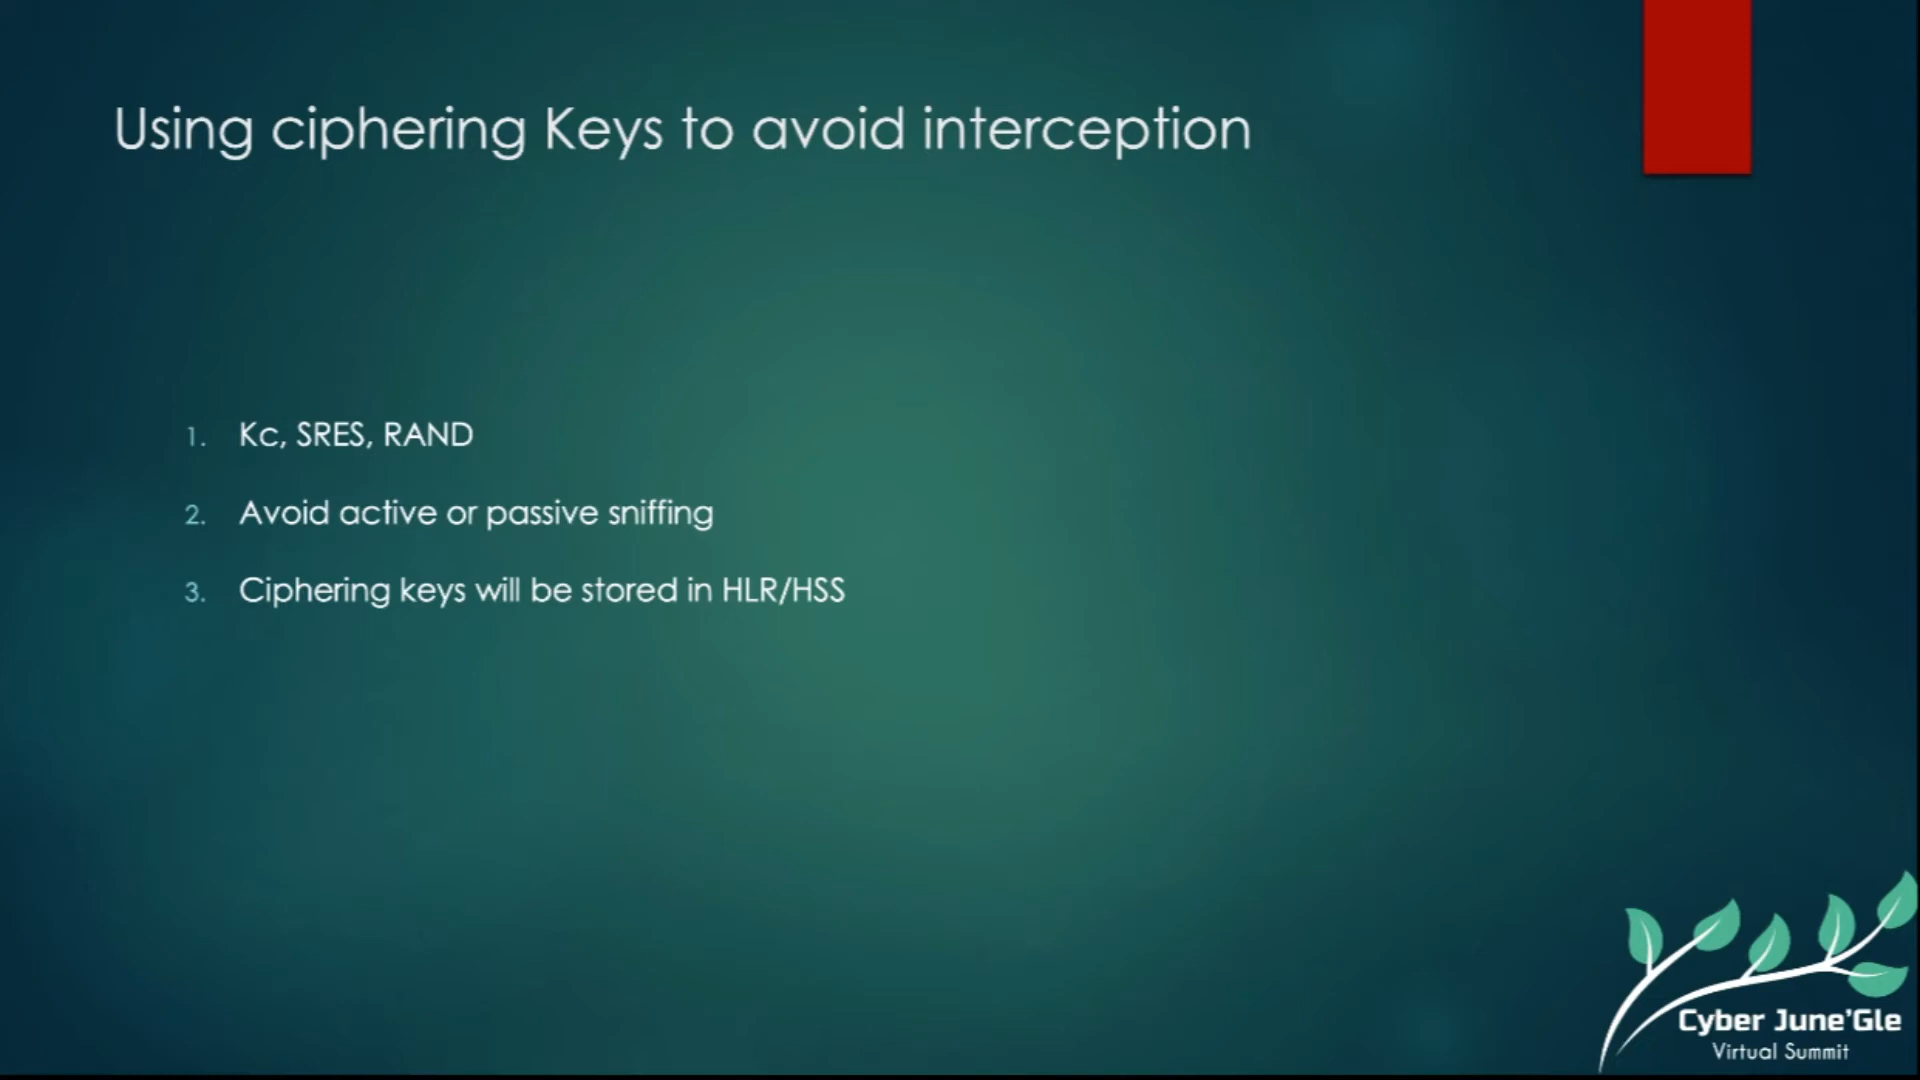 Using ciphering Keys to avoid interception
1. Kc, SRES, RAND
2. Avoid active or passive sniffing
3. Ciphering keys will be stored in HLR/HSS
Cyber June'Gle
Virtual Summit